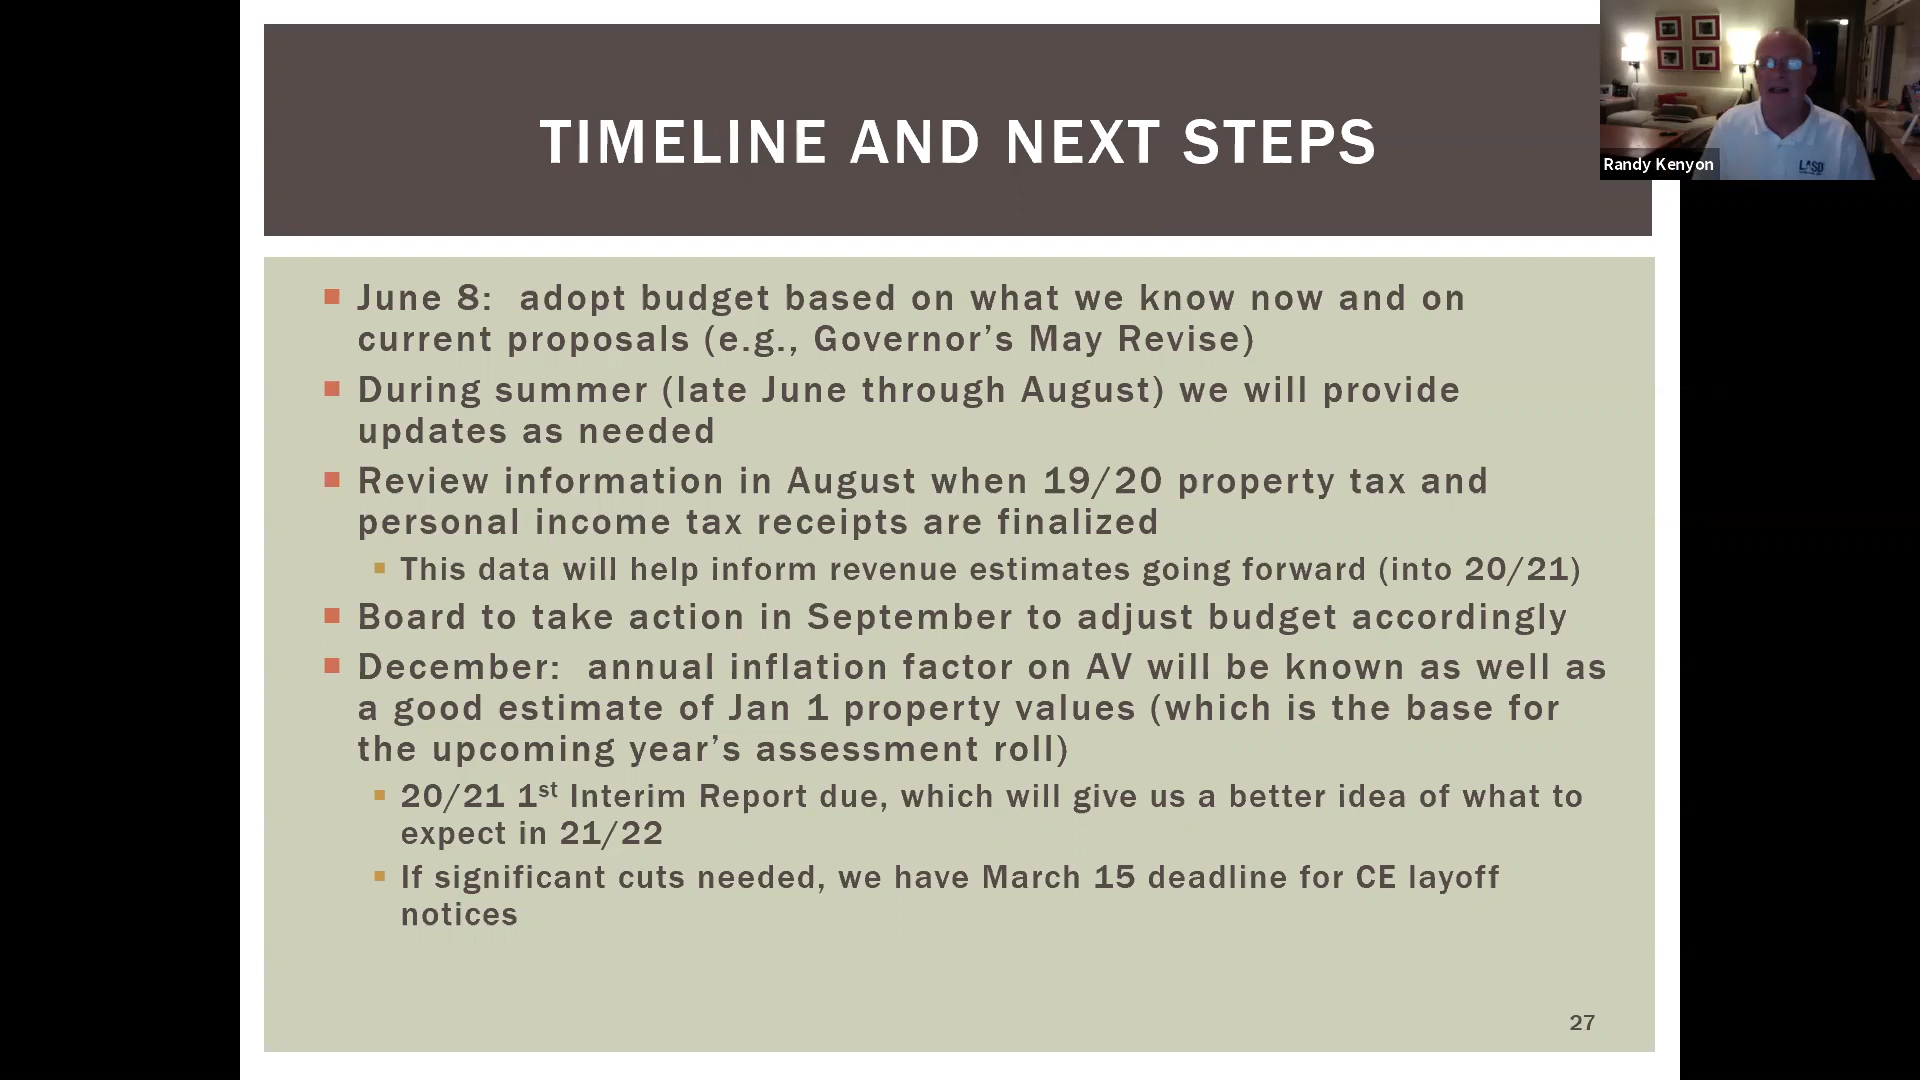 TIMELINE AND NEXT STEPS
Randy Kenyon
LASD
June 8:  adopt budget based on what we know now and on
current proposals (e.g., Governor’s May Revise)
During summer (late June through August) we will provide
updates as needed
Review information in August when 19/20 property tax and
personal income tax receipts are finalized
This data will help inform revenue estimates going forward (into 20/21)
Board to take action in September to adjust budget accordingly
December:  annual inflation factor on AV will be known as well as
a good estimate of Jan 1 property values (which is the base for
the upcoming year’s assessment roll)
20/21 1st Interim Report due, which will give us a better idea of what to
expect in 21/22
If significant cuts needed, we have March 15 deadline for CE layoff
notices
27